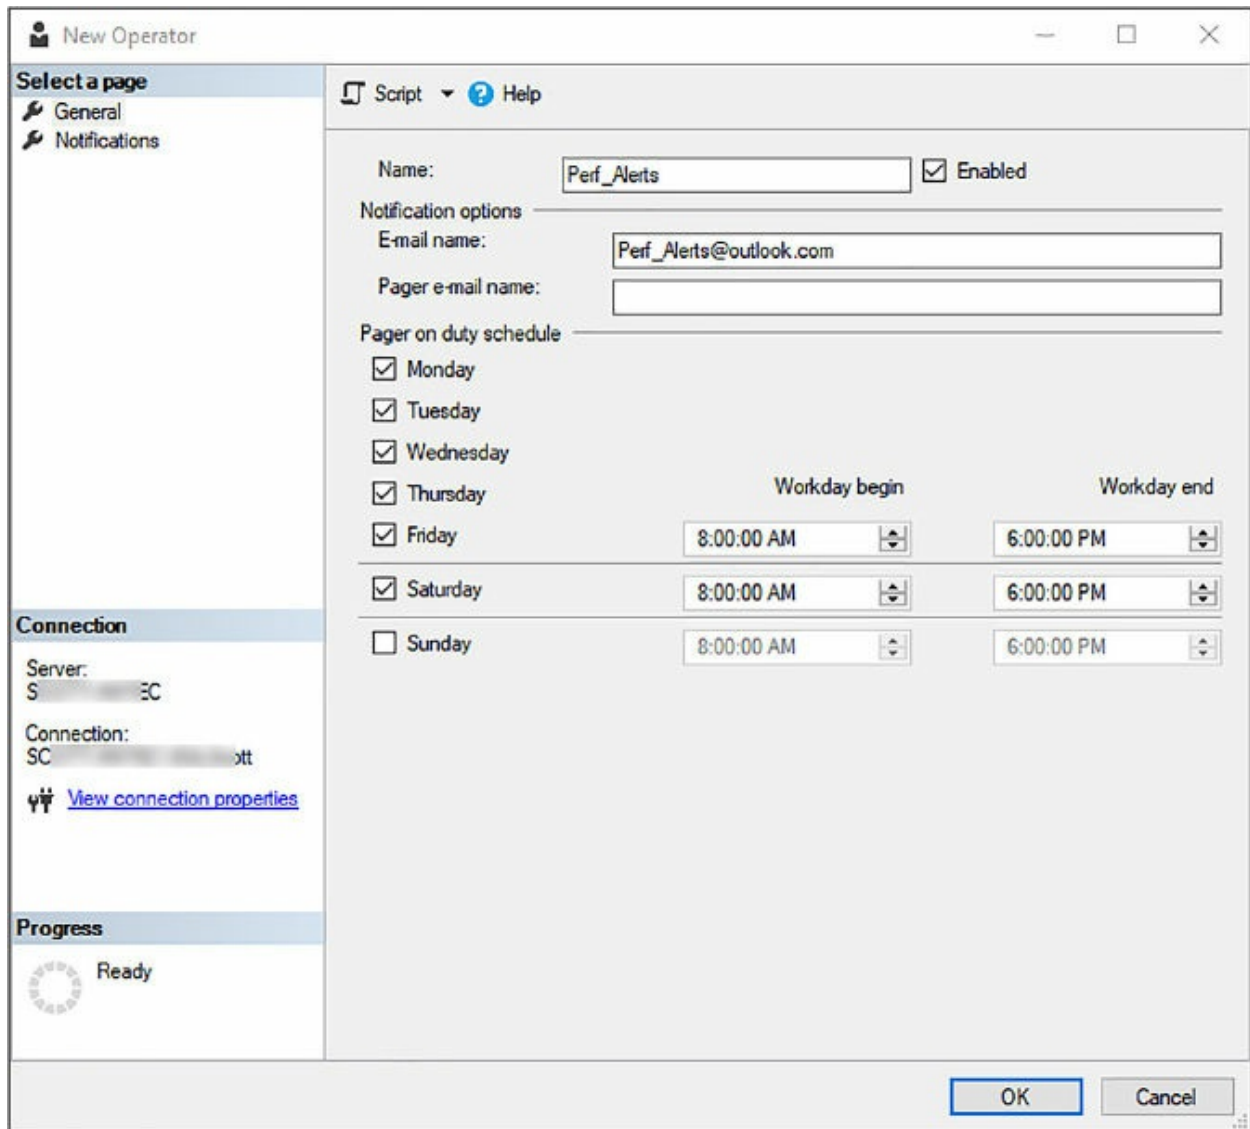 New Operator
Select a page
General
Notifications
Script Help
Name: Perf_Alerts Enabled
Notification options
E-mail name: Perf_Alerts@outlook.com
Pager e-mail name:
Pager on duty schedule
Monday
Tuesday
Wednesday
Thursday Workday begin Workday end
Friday 8:00:00 AM 6:00:00 PM
Saturday 8:00:00 AM 6:00:00 PM
Sunday 8:00:00 AM 6:00:00 PM
Connection
Server:
Connection:
View connection properties
Progress
Ready
OK Cancel